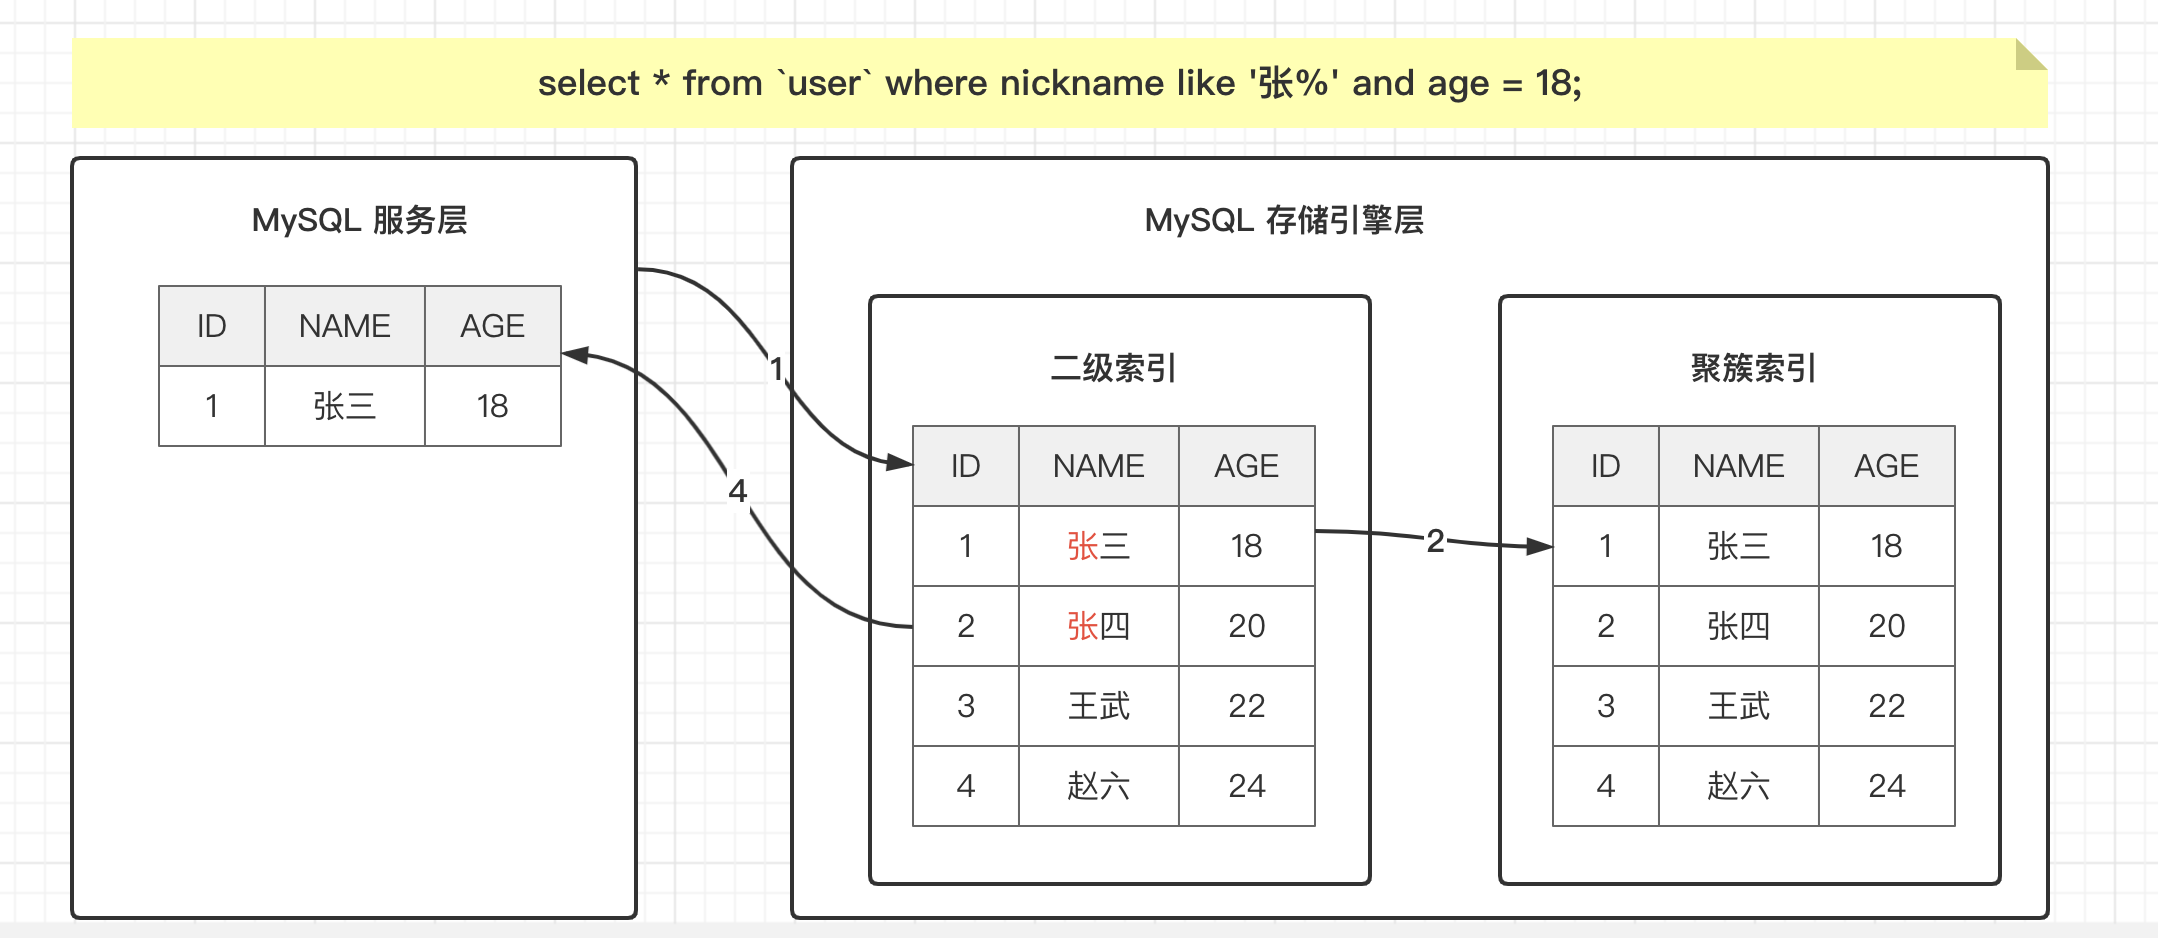 select * from `user` where nickname like '张%' and age = 18;
MySQL 服务层
ID NAME AGE
1 张三 18
1
4
MySQL 存储引擎层
二级索引
ID NAME AGE
1 张三 18
2 张四 20
3 王武 22
4 赵六 24
2
聚簇索引
ID NAME AGE
1 张三 18
2 张四 20
3 王武 22
4 赵六 24